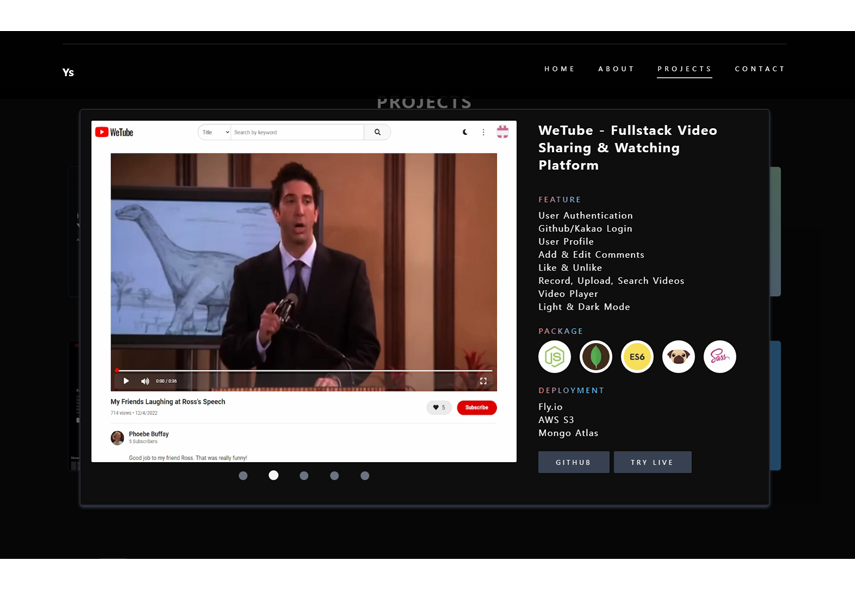 Ys
HOME ABOUT PROJECTS CONTACT
PROJECTS
WeTube
Title
Search by keyword
0:00 / 0:36
My Friends Laughing at Ross's Speech
714 views • 12/4/2022
5
Subscribe
Phoebe Buffay
5 Subscribers
Good job to my friend Ross. That was really funny!
WeTube - Fullstack Video
Sharing & Watching
Platform
FEATURE
User Authentication
Github/Kakao Login
User Profile
Add & Edit Comments
Like & Unlike
Record, Upload, Search Videos
Video Player
Light & Dark Mode
PACKAGE
JS
ES6
Sass
DEPLOYMENT
Fly.io
AWS S3
Mongo Atlas
GITHUB
TRY LIVE